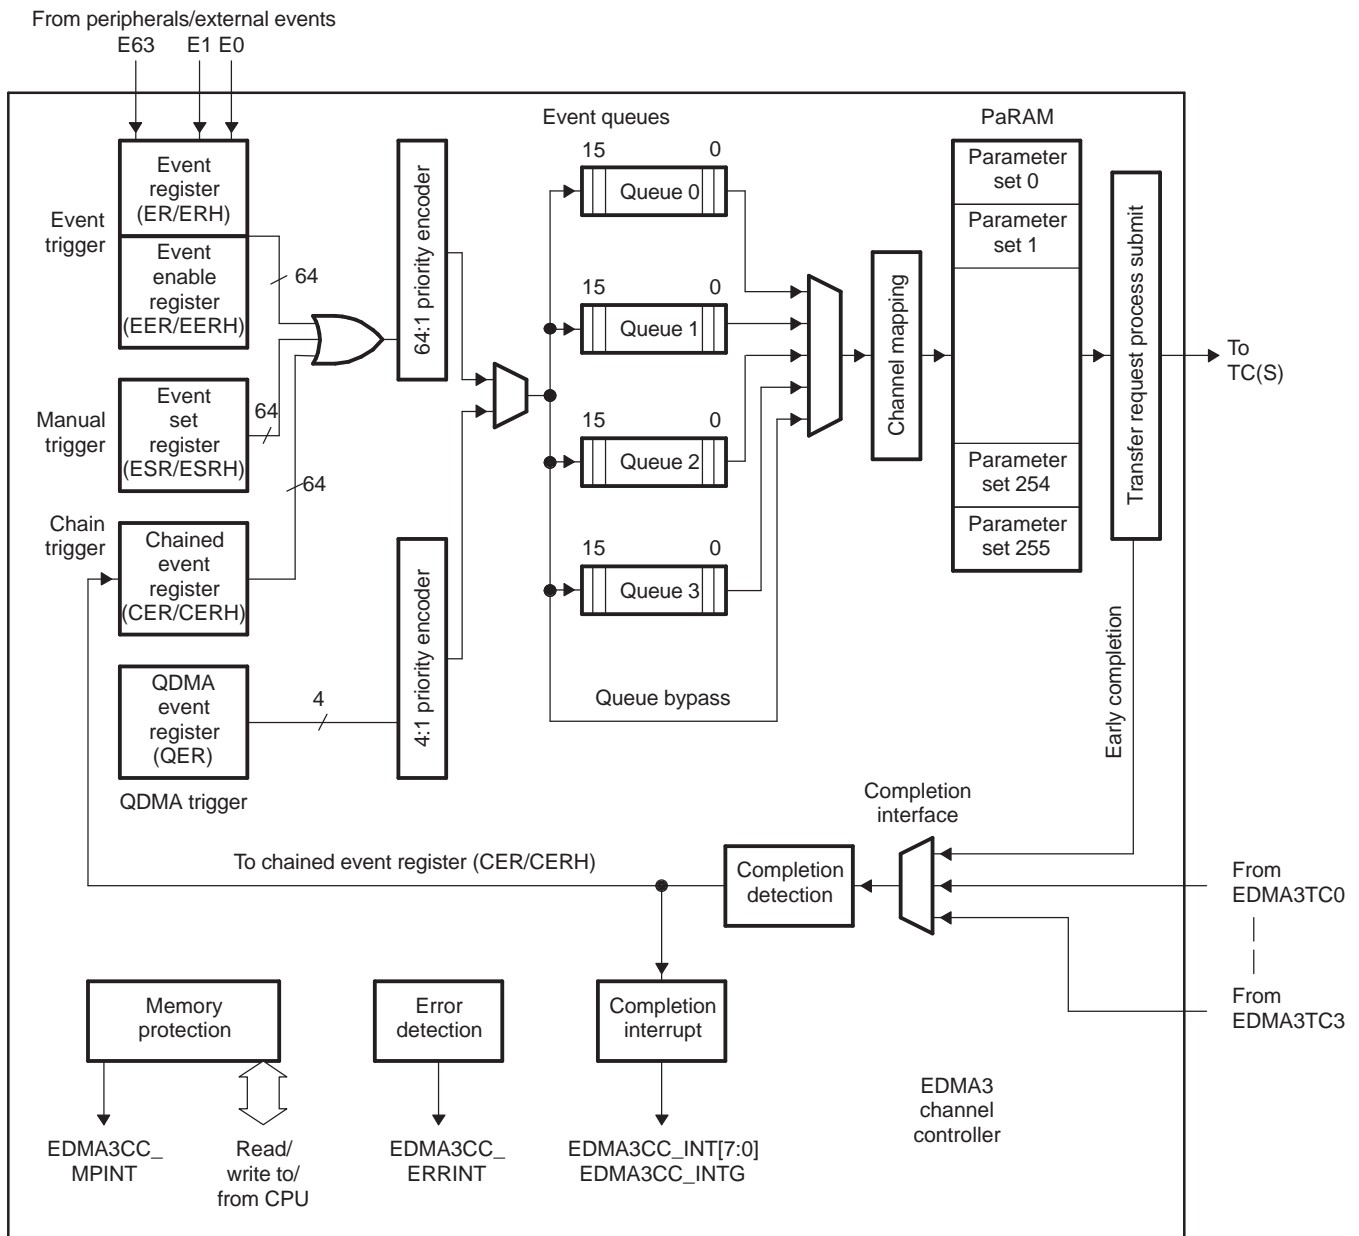 From peripherals/external events
E63 E1 E0
Event queues
PaRAM
Event
register
(ER/ERH)
Event
trigger
Event
enable
register
(EER/EERH)
64
Manual
trigger
Event
set
register
(ESR/ESRH)
64
Chain
trigger
Chained
event
register
(CER/CERH)
64
QDMA
event
register
(QER)
4
QDMA trigger
64:1 priority encoder
4:1 priority encoder
15 0
Queue 0
15 0
Queue 1
15 0
Queue 2
15 0
Queue 3
Queue bypass
Channel mapping
Parameter
set 0
Parameter
set 1
Parameter
set 254
Parameter
set 255
Transfer request process submit
To
TC(S)
Early completion
Completion
interface
To chained event register (CER/CERH)
Completion
detection
From
EDMA3TC0
From
EDMA3TC3
Memory
protection
Error
detection
Completion
interrupt
EDMA3
channel
controller
EDMA3CC_
MPINT
Read/
write to/
from CPU
EDMA3CC_
ERRINT
EDMA3CC_INT[7:0]
EDMA3CC_INTG